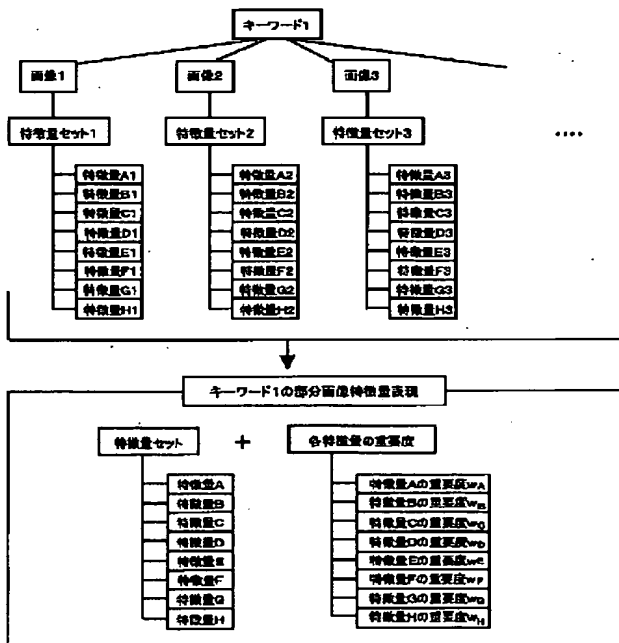 キーワード1
画像1
画像2
画像3
特徴量セット1
特徴量セット2
特徴量セット3
....
特徴量A1
特徴量B1
特徴量C1
特徴量D1
特徴量E1
特徴量F1
特徴量G1
特徴量H1
特徴量A2
特徴量B2
特徴量C2
特徴量D2
特徴量E2
特徴量F2
特徴量G2
特徴量H2
特徴量A3
特徴量B3
特徴量C3
特徴量D3
特徴量E3
特徴量F3
特徴量G3
特徴量H3
キーワード1の部分画像特徴量表現
特徴量セット
+
各特徴量の重要度
特徴量A
特徴量B
特徴量C
特徴量D
特徴量E
特徴量F
特徴量G
特徴量H
特徴量Aの重要度wA
特徴量Bの重要度wB
特徴量Cの重要度wC
特徴量Dの重要度wD
特徴量Eの重要度wE
特徴量Fの重要度wF
特徴量Gの重要度wG
特徴量Hの重要度wH